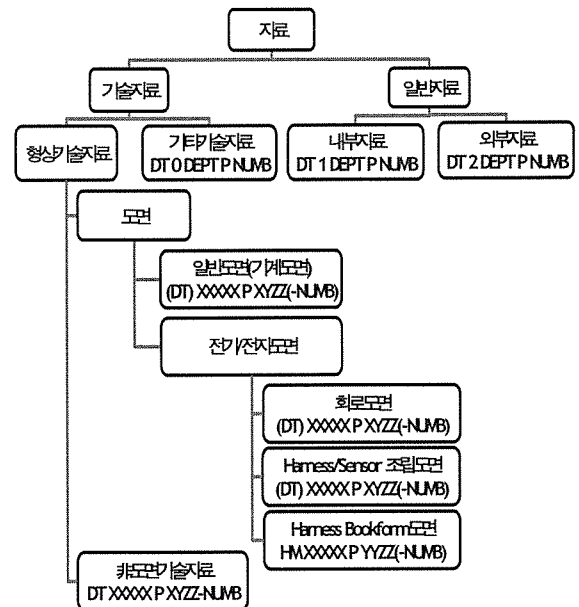 자료
기술자료
일반자료
형상기술자료
기타기술자료
DT 0 DEPT P NUMB
내부자료
DT 1 DEPT P NUMB
외부자료
DT 2 DEPT P NUMB
도면
일반도면(기계도면)
(DT) XXXXX P XYZZ(-NUMB)
전기/전자도면
회로도면
(DT) XXXXX P XYZZ(-NUMB)
Harness/Sensor 조립도면
(DT) XXXXX P XYZZ(-NUMB)
Harness Bookform도면
HM XXXXX P YYZZ(-NUMB)
非도면기술자료
DT XXXXX P XYZZ-NUMB